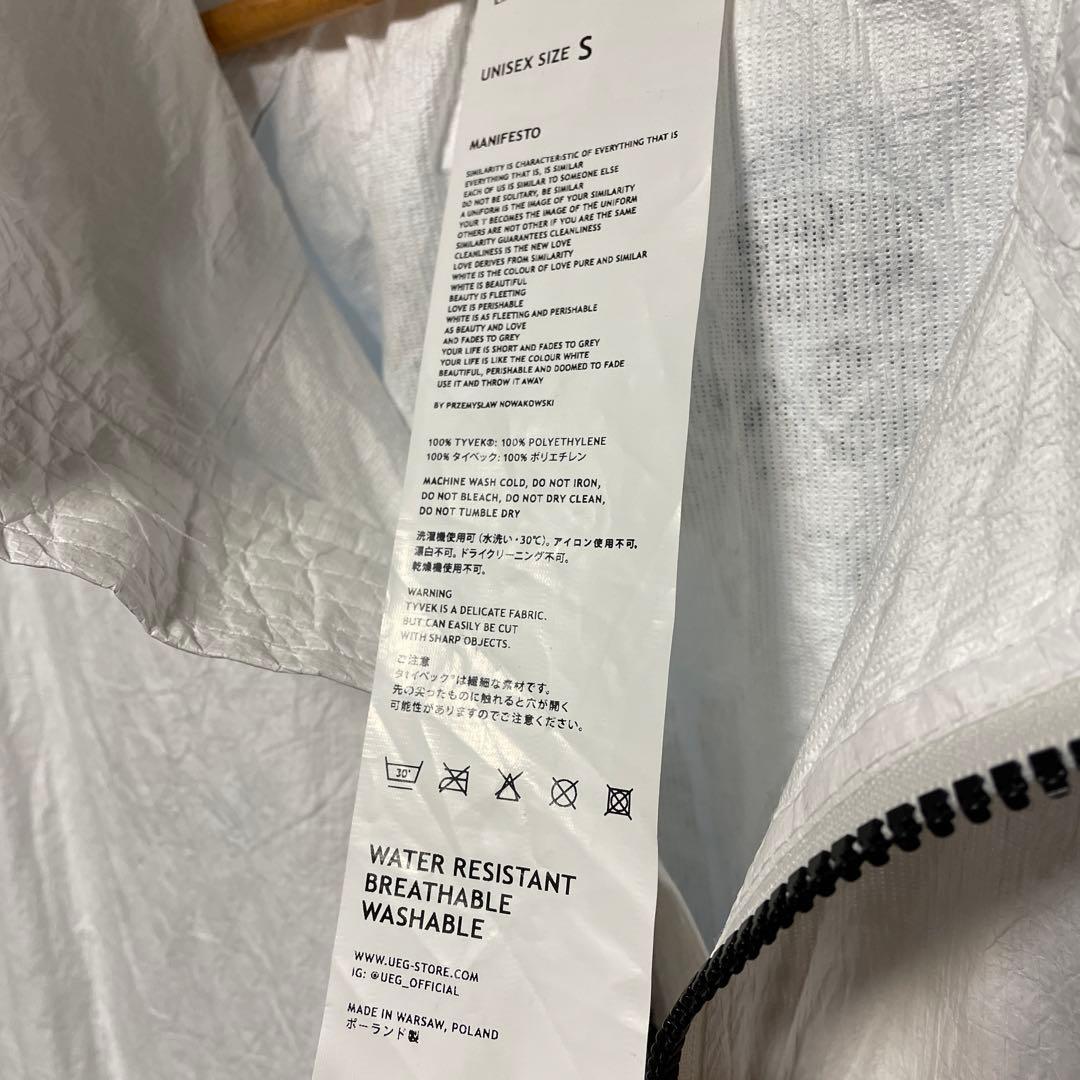 UNISEX SIZE S
MANIFESTO
SIMILARITY IS CHARACTERISTIC OF EVERYTHING THAT IS
EVERYTHING THAT IS, IS SIMILAR
EACH OF US IS SIMILAR TO SOMEONE ELSE
DO NOT BE SOLITARY, BE SIMILAR
A UNIFORM IS THE IMAGE OF YOUR SIMILARITY
YOUR 'I' BECOMES THE IMAGE OF THE UNIFORM
OTHERS ARE NOT OTHER IF YOU ARE THE SAME
SIMILARITY GUARANTEES CLEANLINESS
CLEANLINESS IS THE NEW LOVE
LOVE DERIVES FROM SIMILARITY
WHITE IS THE COLOUR OF LOVE PURE AND SIMILAR
WHITE IS BEAUTIFUL
BEAUTY IS FLEETING
LOVE IS PERISHABLE
WHITE IS AS FLEETING AND PERISHABLE
AS BEAUTY AND LOVE
AND FADES TO GREY
YOUR LIFE IS SHORT AND FADES TO GREY
YOUR LIFE IS LIKE THE COLOUR WHITE
BEAUTIFUL, PERISHABLE AND DOOMED TO FADE
USE IT AND THROW IT AWAY
BY PRZEMYSŁAW NOWAKOWSKI
100% TYVEK®: 100% POLYETHYLENE
100% タイベック: 100% ポリエチレン
MACHINE WASH COLD, DO NOT IRON,
DO NOT BLEACH, DO NOT DRY CLEAN,
DO NOT TUMBLE DRY
洗濯機使用可(水洗い・30℃)。アイロン使用不可。
漂白不可。ドライクリーニング不可。
乾燥機使用不可。
WARNING
TYVEK IS A DELICATE FABRIC.
BUT CAN EASILY BE CUT
WITH SHARP OBJECTS.
ご注意
タイベック®は繊細な素材です。
先の尖ったものに触れると穴が開く
可能性がありますのでご注意ください。
30°
WATER RESISTANT
BREATHABLE
WASHABLE
WWW.UEG-STORE.COM
IG: @UEG_OFFICIAL
MADE IN WARSAW, POLAND
ポーランド製